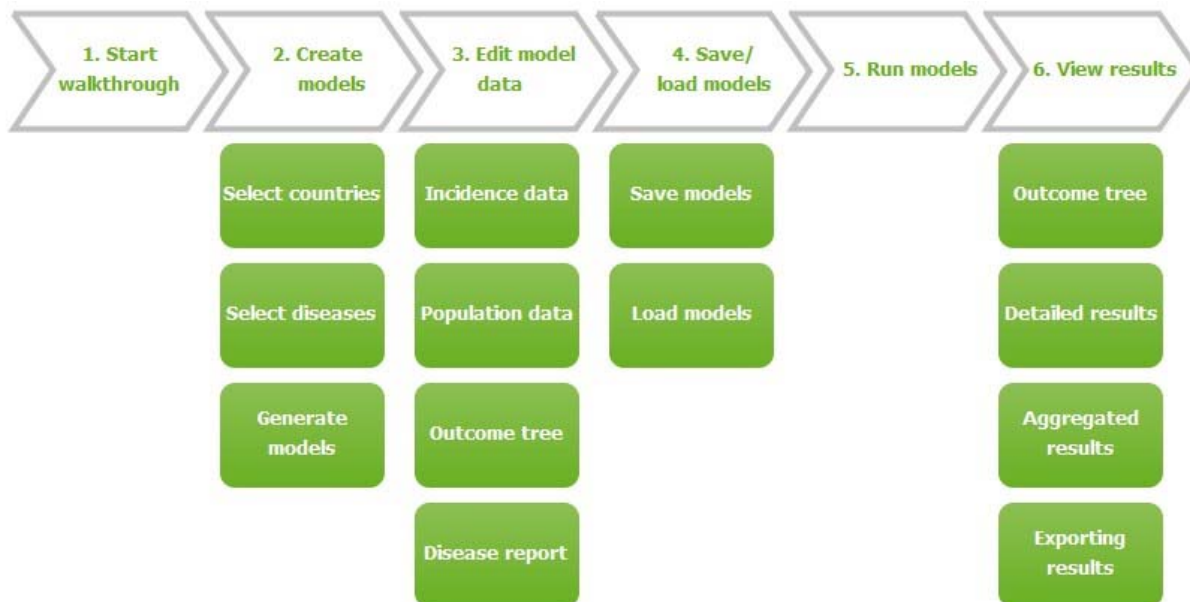 1. Start
walkthrough
2. Create
models
3. Edit model
data
4. Save/
load models
5. Run models
6. View results
Select countries
Incidence data
Save models
Outcome tree
Select diseases
Population data
Load models
Detailed results
Generate
models
Outcome tree
Aggregated
results
Disease report
Exporting
results